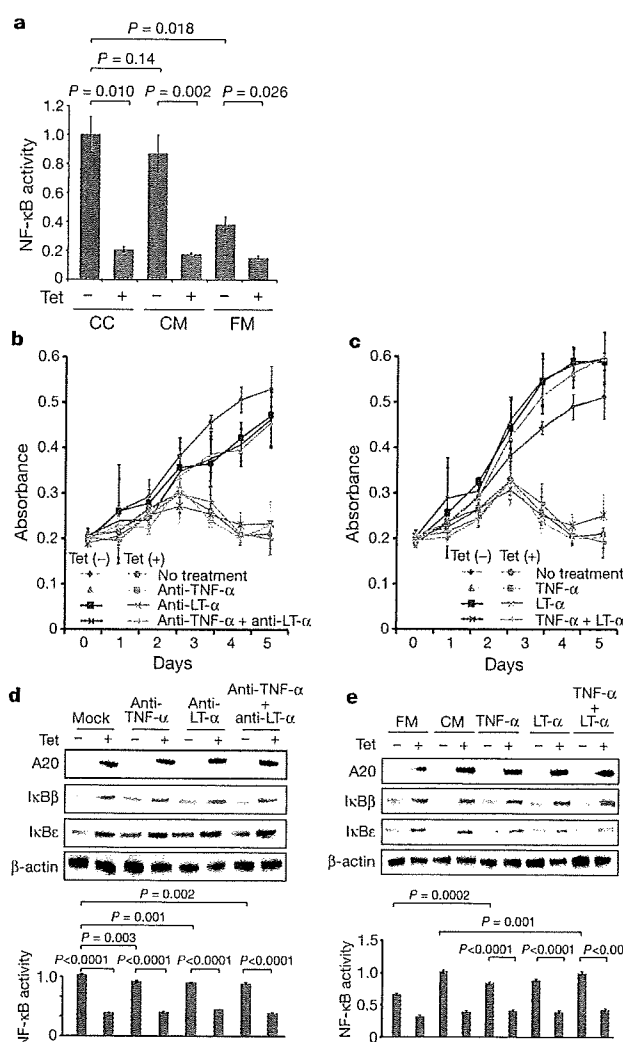 a
P = 0.018
P = 0.14
P = 0.010 P = 0.002 P = 0.026
NF-κB activity
1.2
1.0
0.8
0.6
0.4
0.2
0
Tet − + − + − +
CC CM FM
b
Absorbance
0.6
0.5
0.4
0.3
0.2
0
Tet (−) Tet (+)
No treatment
Anti-TNF-α
Anti-LT-α
Anti-TNF-α + anti-LT-α
0 1 2 3 4 5
Days
c
Absorbance
0.6
0.5
0.4
0.3
0.2
0
Tet (−) Tet (+)
No treatment
TNF-α
LT-α
TNF-α + LT-α
0 1 2 3 4 5
Days
d
Mock Anti-TNF-α Anti-LT-α Anti-TNF-α + anti-LT-α
Tet − + − + − + − +
A20
IκBβ
IκBε
β-actin
P = 0.002
P = 0.001
P = 0.003
P<0.0001 P<0.0001 P<0.0001 P<0.0001
NF-κB activity
1.0
0
e
FM CM TNF-α LT-α TNF-α + LT-α
Tet − + − + − + − + − +
A20
IκBβ
IκBε
β-actin
P = 0.0002
P = 0.001
P<0.0001 P<0.0001 P<0.00
NF-κB activity
1.5
1.0
0.5
0